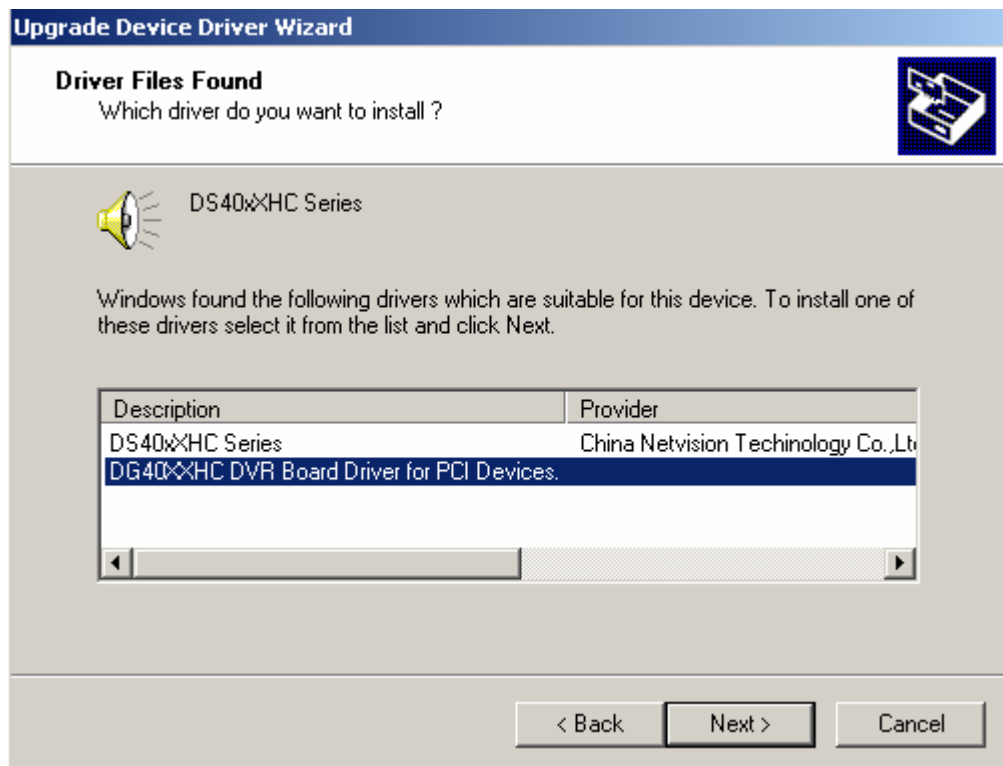 Upgrade Device Driver Wizard
Driver Files Found
Which driver do you want to install ?
DS40xXHC Series
Windows found the following drivers which are suitable for this device. To install one of
these drivers select it from the list and click Next.
Description Provider
DS40xXHC Series China Netvision Techinology Co.,Ltd
DG40XXHC DVR Board Driver for PCI Devices.
< Back Next > Cancel